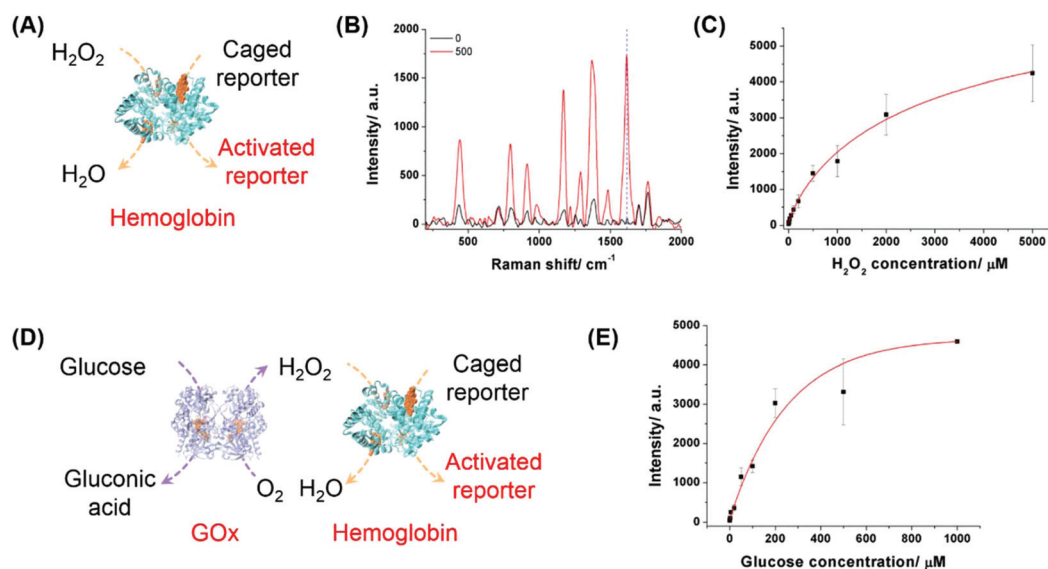 (A)
H₂O₂
Caged
reporter
H₂O
Activated
reporter
Hemoglobin
(B)
0
500
2000
1500
1000
500
0
Intensity/ a.u.
500
1000
1500
2000
Raman shift/ cm⁻¹
(C)
5000
4000
3000
2000
1000
0
Intensity/ a.u.
0
1000
2000
3000
4000
5000
H₂O₂ concentration/ μM
(D)
Glucose
H₂O₂
Caged
reporter
Gluconic
acid
O₂
H₂O
Activated
reporter
GOx
Hemoglobin
(E)
5000
4000
3000
2000
1000
0
Intensity/ a.u.
0
200
400
600
800
1000
Glucose concentration/ μM